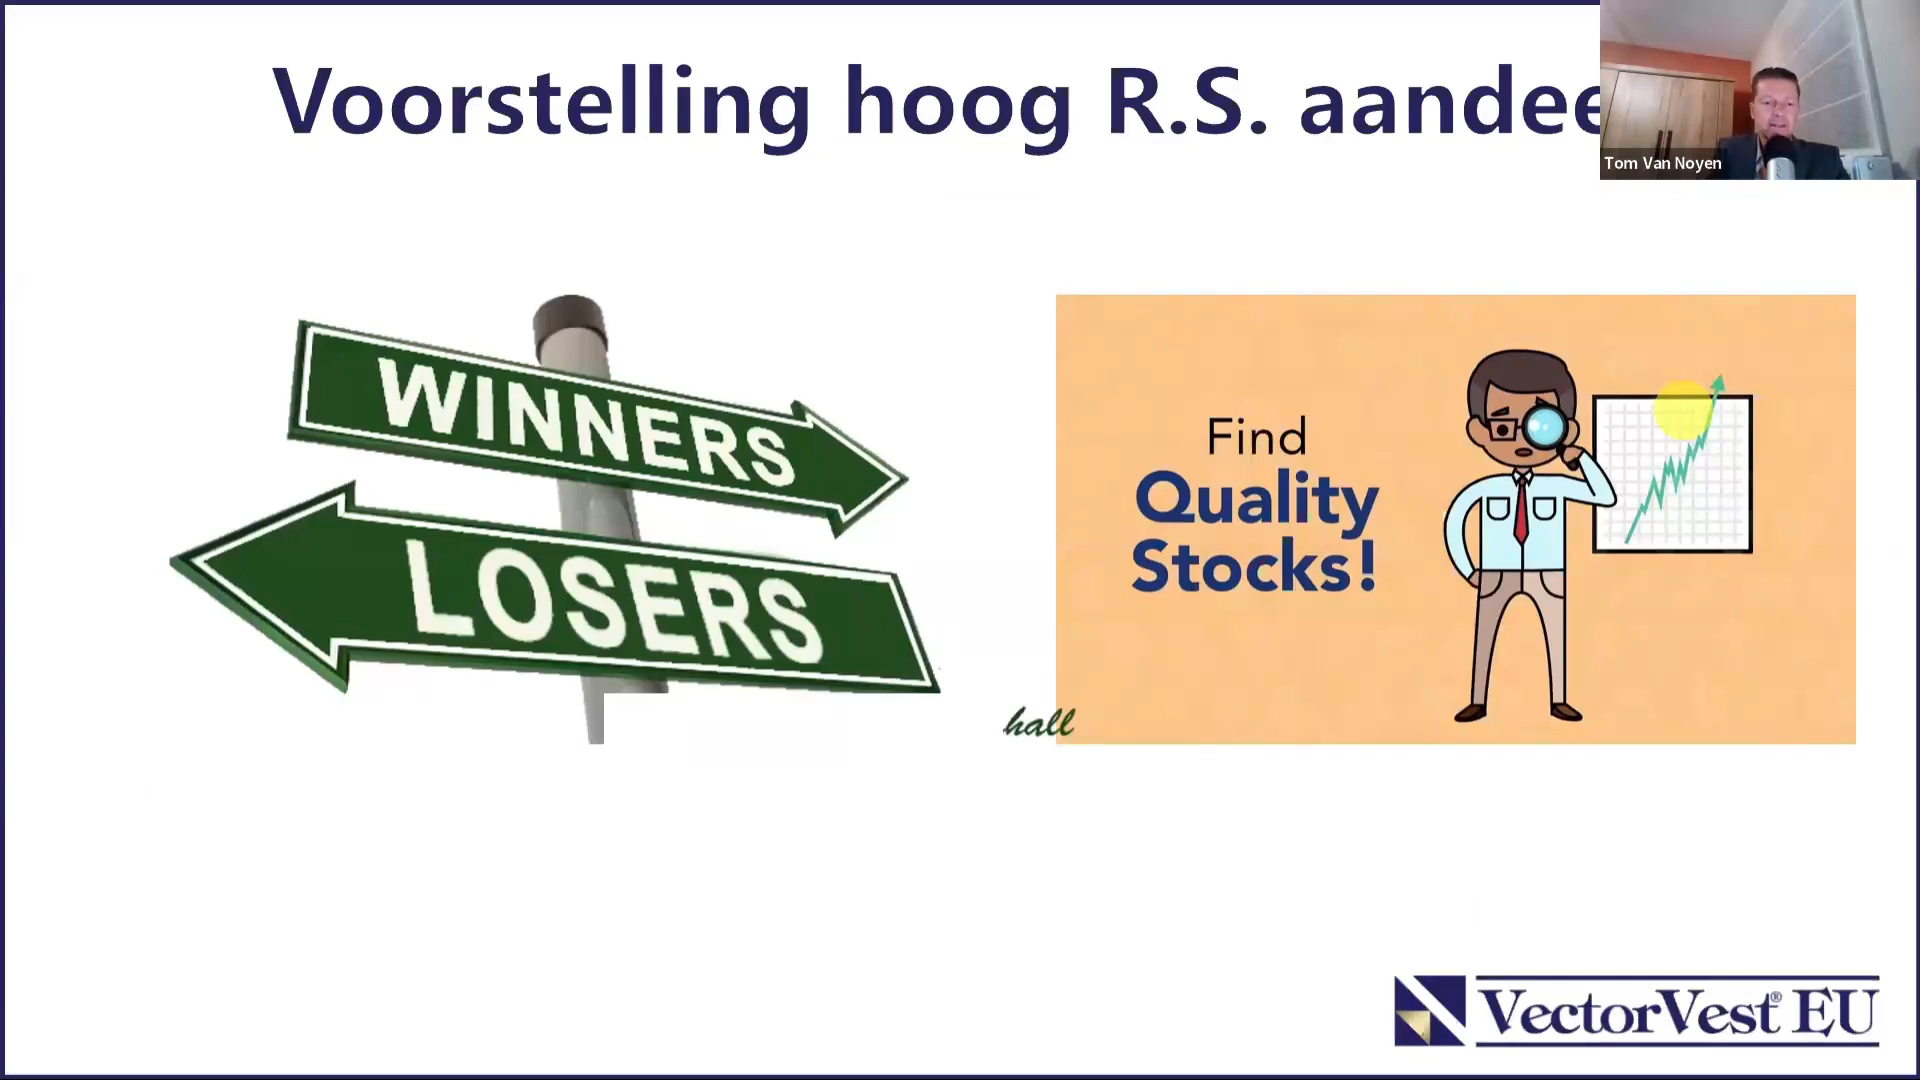 Voorstelling hoog R.S. aandee
Tom Van Noyen
WINNERS
LOSERS
Find
Quality
Stocks!
hall
VectorVest® EU